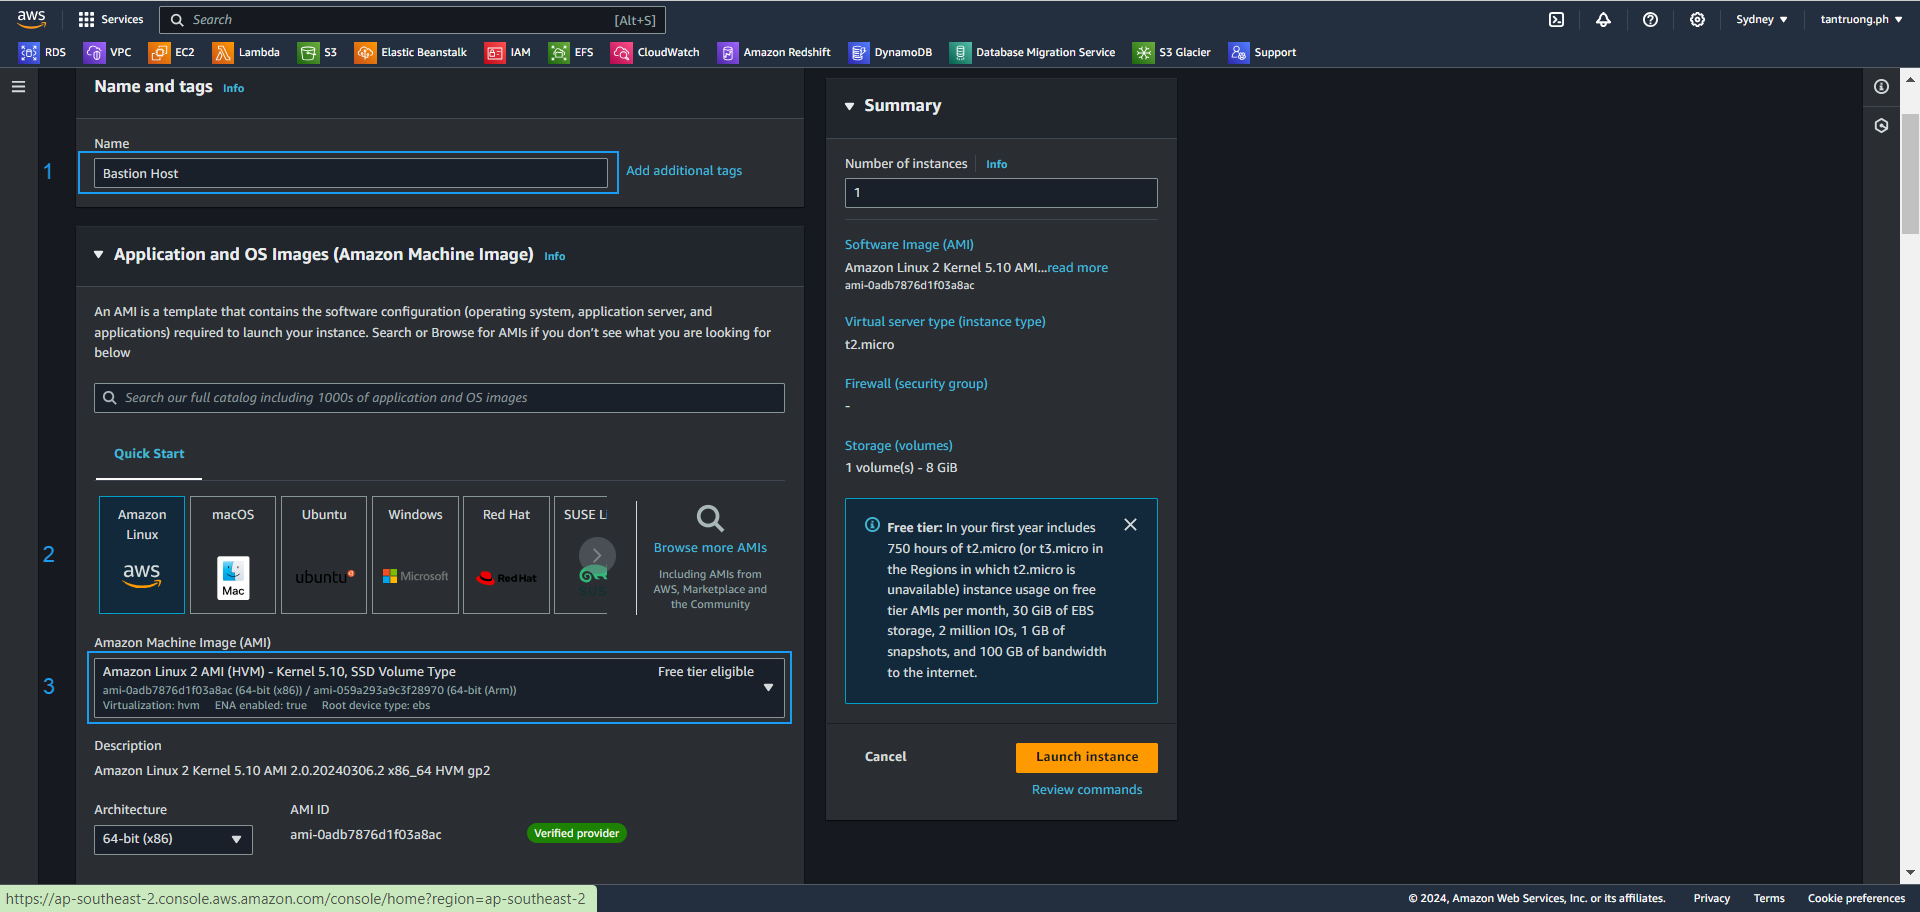 aws
Services
Search
[Alt+S]
Sydney
tantruong.ph
RDS
VPC
EC2
Lambda
S3
Elastic Beanstalk
IAM
EFS
CloudWatch
Amazon Redshift
DynamoDB
Database Migration Service
S3 Glacier
Support
Name and tags Info
Name
1
Bastion Host
Add additional tags
Application and OS Images (Amazon Machine Image) Info
An AMI is a template that contains the software configuration (operating system, application server, and
applications) required to launch your instance. Search or Browse for AMIs if you don't see what you are looking for
below
Search our full catalog including 1000s of application and OS images
Quick Start
2
Amazon
Linux
aws
macOS
Mac
Ubuntu
ubuntu
Windows
Microsoft
Red Hat
Red Hat
SUSE Li
Browse more AMIs
Including AMIs from
AWS, Marketplace and
the Community
Amazon Machine Image (AMI)
3
Amazon Linux 2 AMI (HVM) - Kernel 5.10, SSD Volume Type
Free tier eligible
ami-0adb7876d1f03a8ac (64-bit (x86)) / ami-059a293a9c3f28970 (64-bit (Arm))
Virtualization: hvm ENA enabled: true Root device type: ebs
Description
Amazon Linux 2 Kernel 5.10 AMI 2.0.20240306.2 x86_64 HVM gp2
Architecture
64-bit (x86)
AMI ID
ami-0adb7876d1f03a8ac
Verified provider
Summary
Number of instances Info
1
Software Image (AMI)
Amazon Linux 2 Kernel 5.10 AMI...read more
ami-0adb7876d1f03a8ac
Virtual server type (instance type)
t2.micro
Firewall (security group)
-
Storage (volumes)
1 volume(s) - 8 GiB
Free tier: In your first year includes
750 hours of t2.micro (or t3.micro in
the Regions in which t2.micro is
unavailable) instance usage on free
tier AMIs per month, 30 GiB of EBS
storage, 2 million IOs, 1 GB of
snapshots, and 100 GB of bandwidth
to the internet.
Cancel
Launch instance
Review commands
https://ap-southeast-2.console.aws.amazon.com/console/home?region=ap-southeast-2
© 2024, Amazon Web Services, Inc. or its affiliates.
Privacy
Terms
Cookie preferences